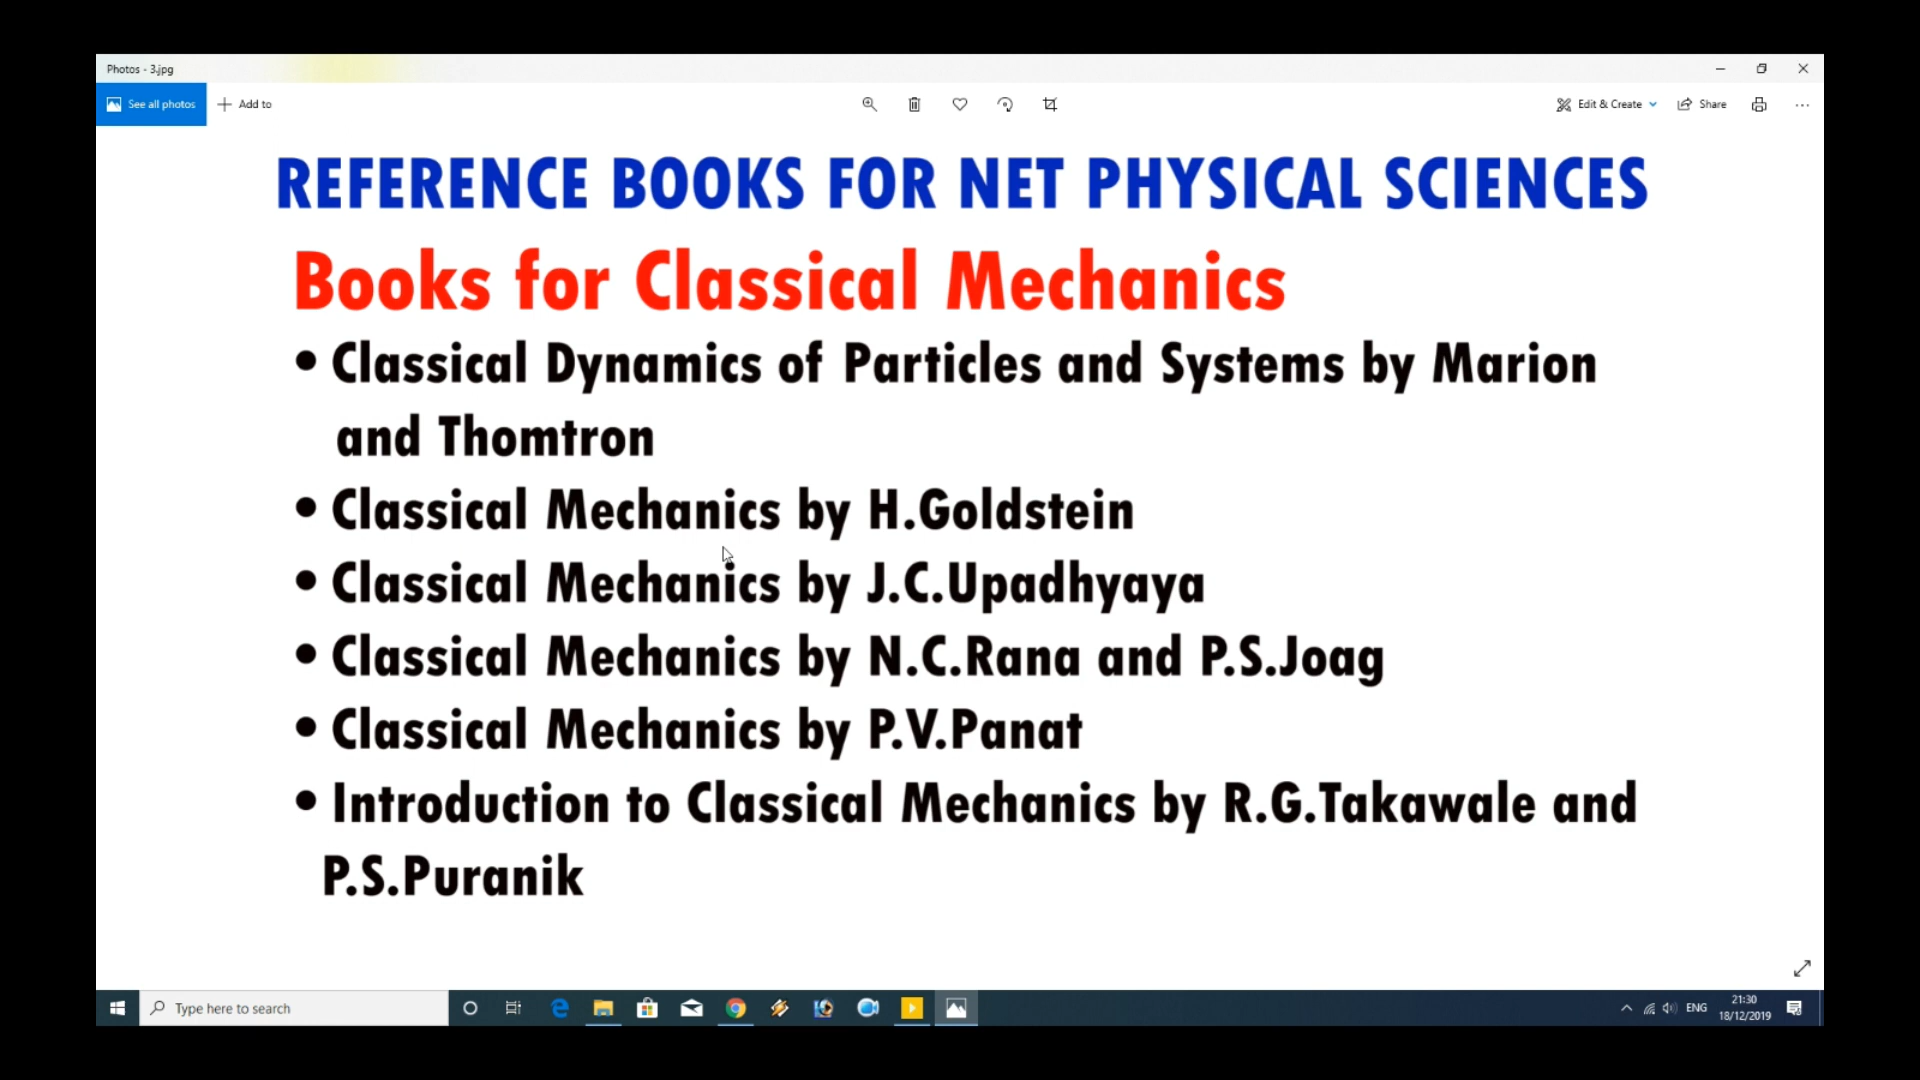 Photos - 3.jpg
See all photos
Add to
Edit & Create
Share
REFERENCE BOOKS FOR NET PHYSICAL SCIENCES
Books for Classical Mechanics
• Classical Dynamics of Particles and Systems by Marion
and Thomtron
• Classical Mechanics by H.Goldstein
• Classical Mechanics by J.C.Upadhyaya
• Classical Mechanics by N.C.Rana and P.S.Joag
• Classical Mechanics by P.V.Panat
• Introduction to Classical Mechanics by R.G.Takawale and
P.S.Puranik
Type here to search
ENG
21:30
18/12/2019